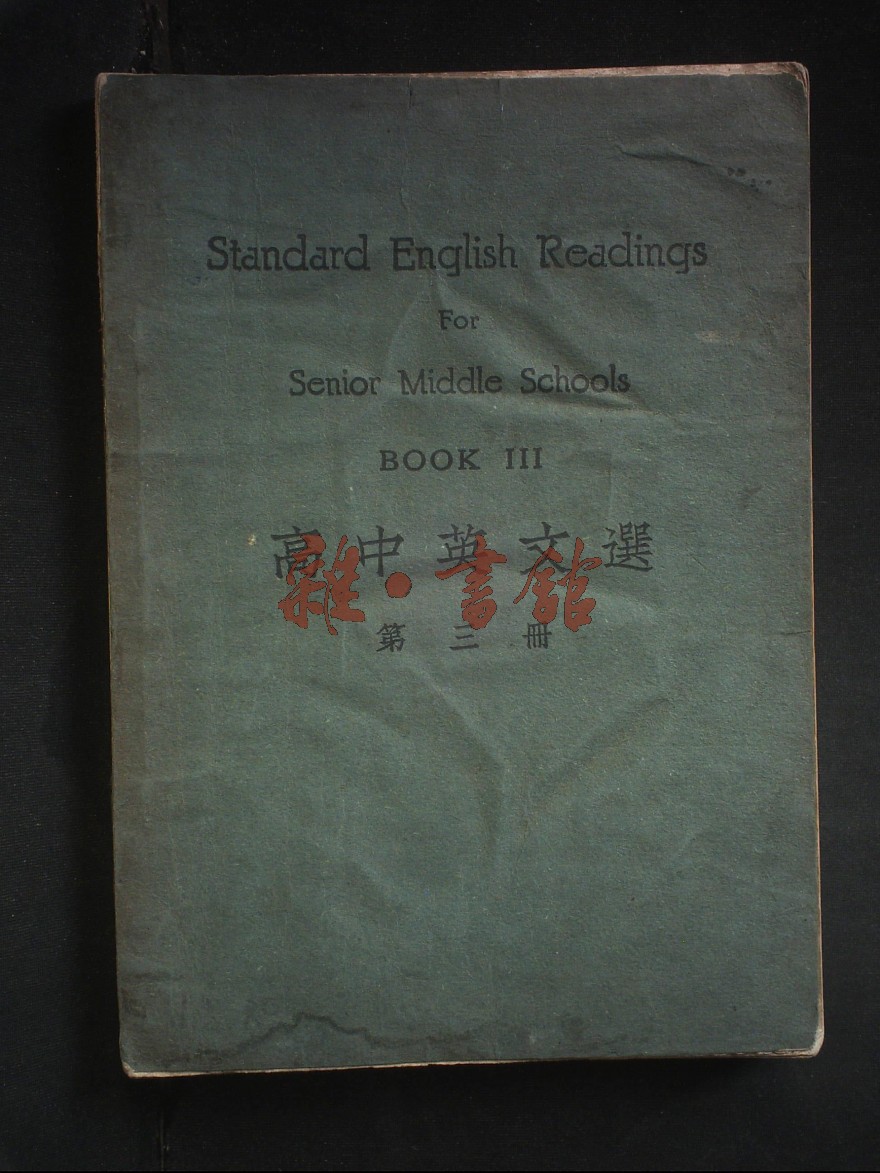 Standard English Readings
For
Senior Middle Schools
BOOK III
高中英文選
雜·書館
第三冊